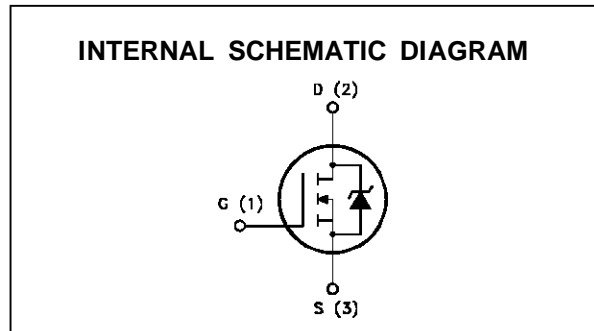 INTERNAL SCHEMATIC DIAGRAM
D (2)
G (1)
S (3)